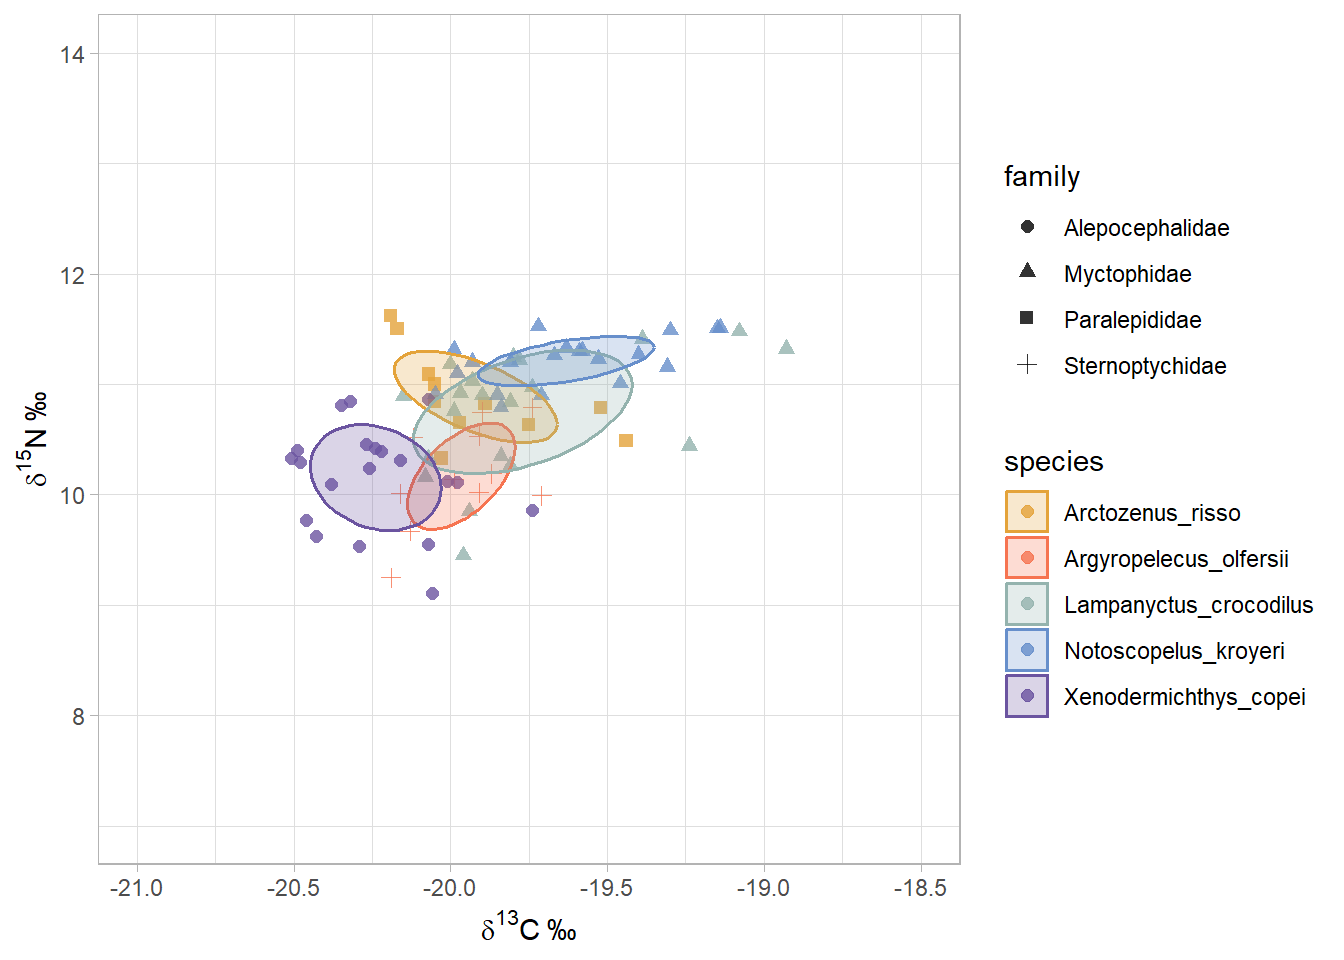 14
12
10
8
δ15N ‰
-21.0
-20.5
-20.0
-19.5
-19.0
-18.5
δ13C ‰
family
Alepocephalidae
Myctophidae
Paralepididae
Sternoptychidae
species
Arctozenus_risso
Argyropelecus_olfersii
Lampanyctus_crocodilus
Notoscopelus_kroyeri
Xenodermichthys_copei